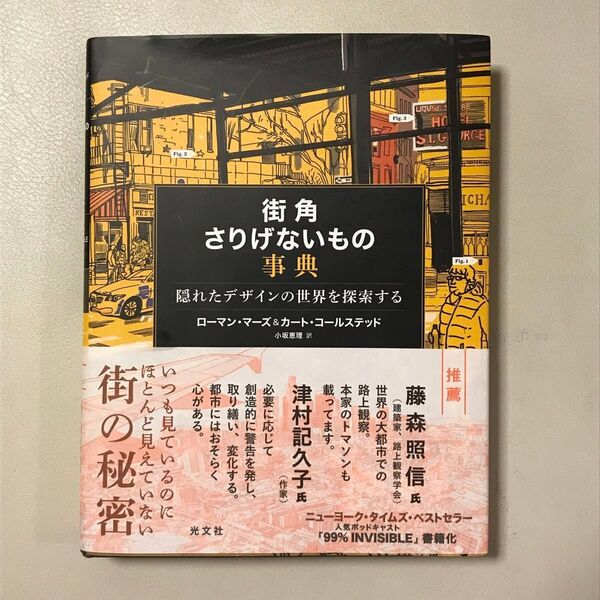 Fig. 3
Fig. 3
HOTEL
ST. GEORGE
Fig. 1
街角
さりげないもの
事典
隠れたデザインの世界を探索する
ローマン・マーズ&カート・コールステッド
小坂恵理 訳
推薦
藤森照信氏
(建築家、路上観察学会)
世界の大都市での
路上観察。
本家のトマソンも
載ってます。
津村記久子氏
(作家)
必要に応じて
創造的に警告を発し、
取り繕い、変化する。
都市にはおそらく
心がある。
いつも見ているのに
ほとんど見えていない
街の秘密
光文社
ニューヨーク・タイムズ・ベストセラー
人気ポッドキャスト
「99% INVISIBLE」書籍化